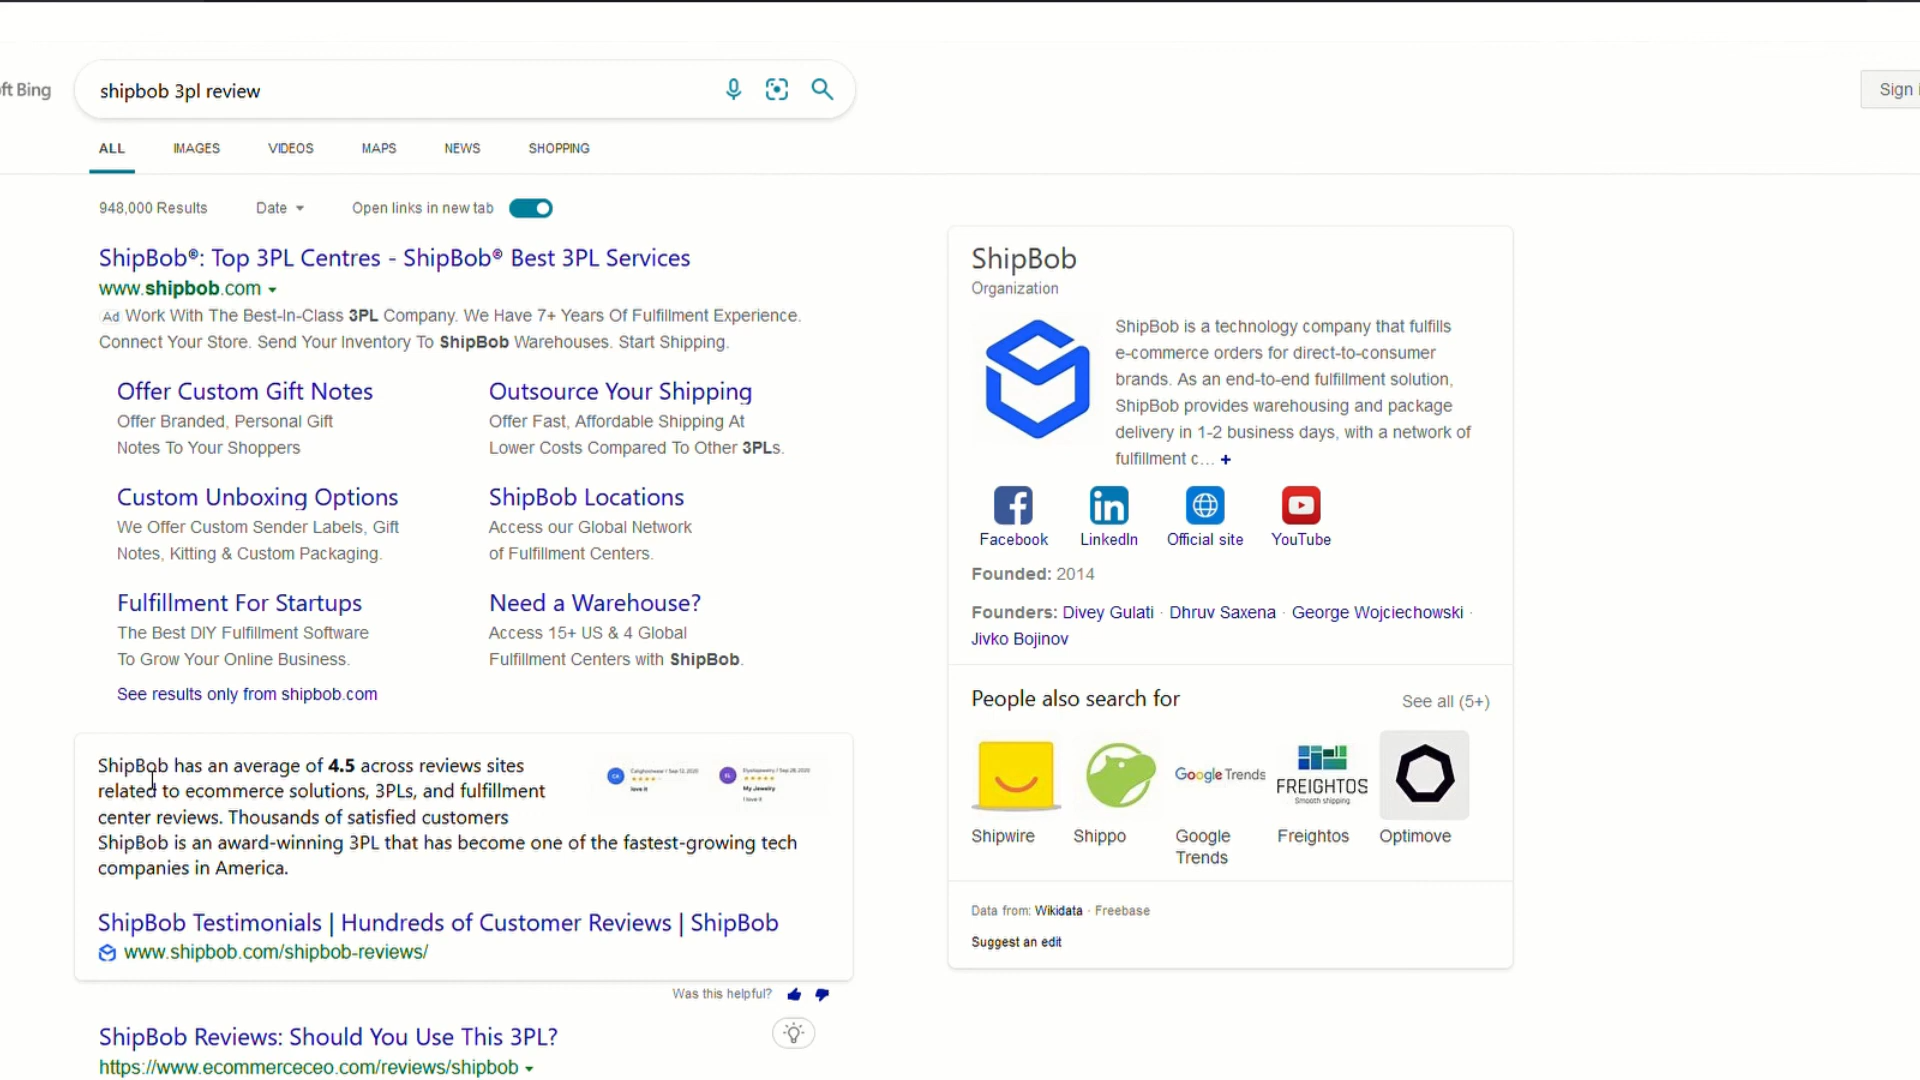 ft Bing
shipbob 3pl review
Sign i
ALL IMAGES VIDEOS MAPS NEWS SHOPPING
948,000 Results Date Open links in new tab
ShipBob®: Top 3PL Centres - ShipBob® Best 3PL Services
www.shipbob.com
Ad Work With The Best-In-Class 3PL Company. We Have 7+ Years Of Fulfillment Experience.
Connect Your Store. Send Your Inventory To ShipBob Warehouses. Start Shipping.
Offer Custom Gift Notes
Offer Branded, Personal Gift
Notes To Your Shoppers
Outsource Your Shipping
Offer Fast, Affordable Shipping At
Lower Costs Compared To Other 3PLs.
Custom Unboxing Options
We Offer Custom Sender Labels, Gift
Notes, Kitting & Custom Packaging.
ShipBob Locations
Access our Global Network
of Fulfillment Centers.
Fulfillment For Startups
The Best DIY Fulfillment Software
To Grow Your Online Business.
Need a Warehouse?
Access 15+ US & 4 Global
Fulfillment Centers with ShipBob.
See results only from shipbob.com
ShipBob has an average of 4.5 across reviews sites
related to ecommerce solutions, 3PLs, and fulfillment
center reviews. Thousands of satisfied customers
ShipBob is an award-winning 3PL that has become one of the fastest-growing tech
companies in America.
love it
My Jewelry
I love it
ShipBob Testimonials | Hundreds of Customer Reviews | ShipBob
www.shipbob.com/shipbob-reviews/
Was this helpful?
ShipBob Reviews: Should You Use This 3PL?
https://www.ecommerceceo.com/reviews/shipbob
ShipBob
Organization
ShipBob is a technology company that fulfills
e-commerce orders for direct-to-consumer
brands. As an end-to-end fulfillment solution,
ShipBob provides warehousing and package
delivery in 1-2 business days, with a network of
fulfillment c... +
Facebook LinkedIn Official site YouTube
Founded: 2014
Founders: Divey Gulati · Dhruv Saxena · George Wojciechowski ·
Jivko Bojinov
People also search for See all (5+)
Google Trends
FREIGHTOS
Smooth shipping
Shipwire Shippo Google Freightos Optimove
Trends
Data from: Wikidata · Freebase
Suggest an edit